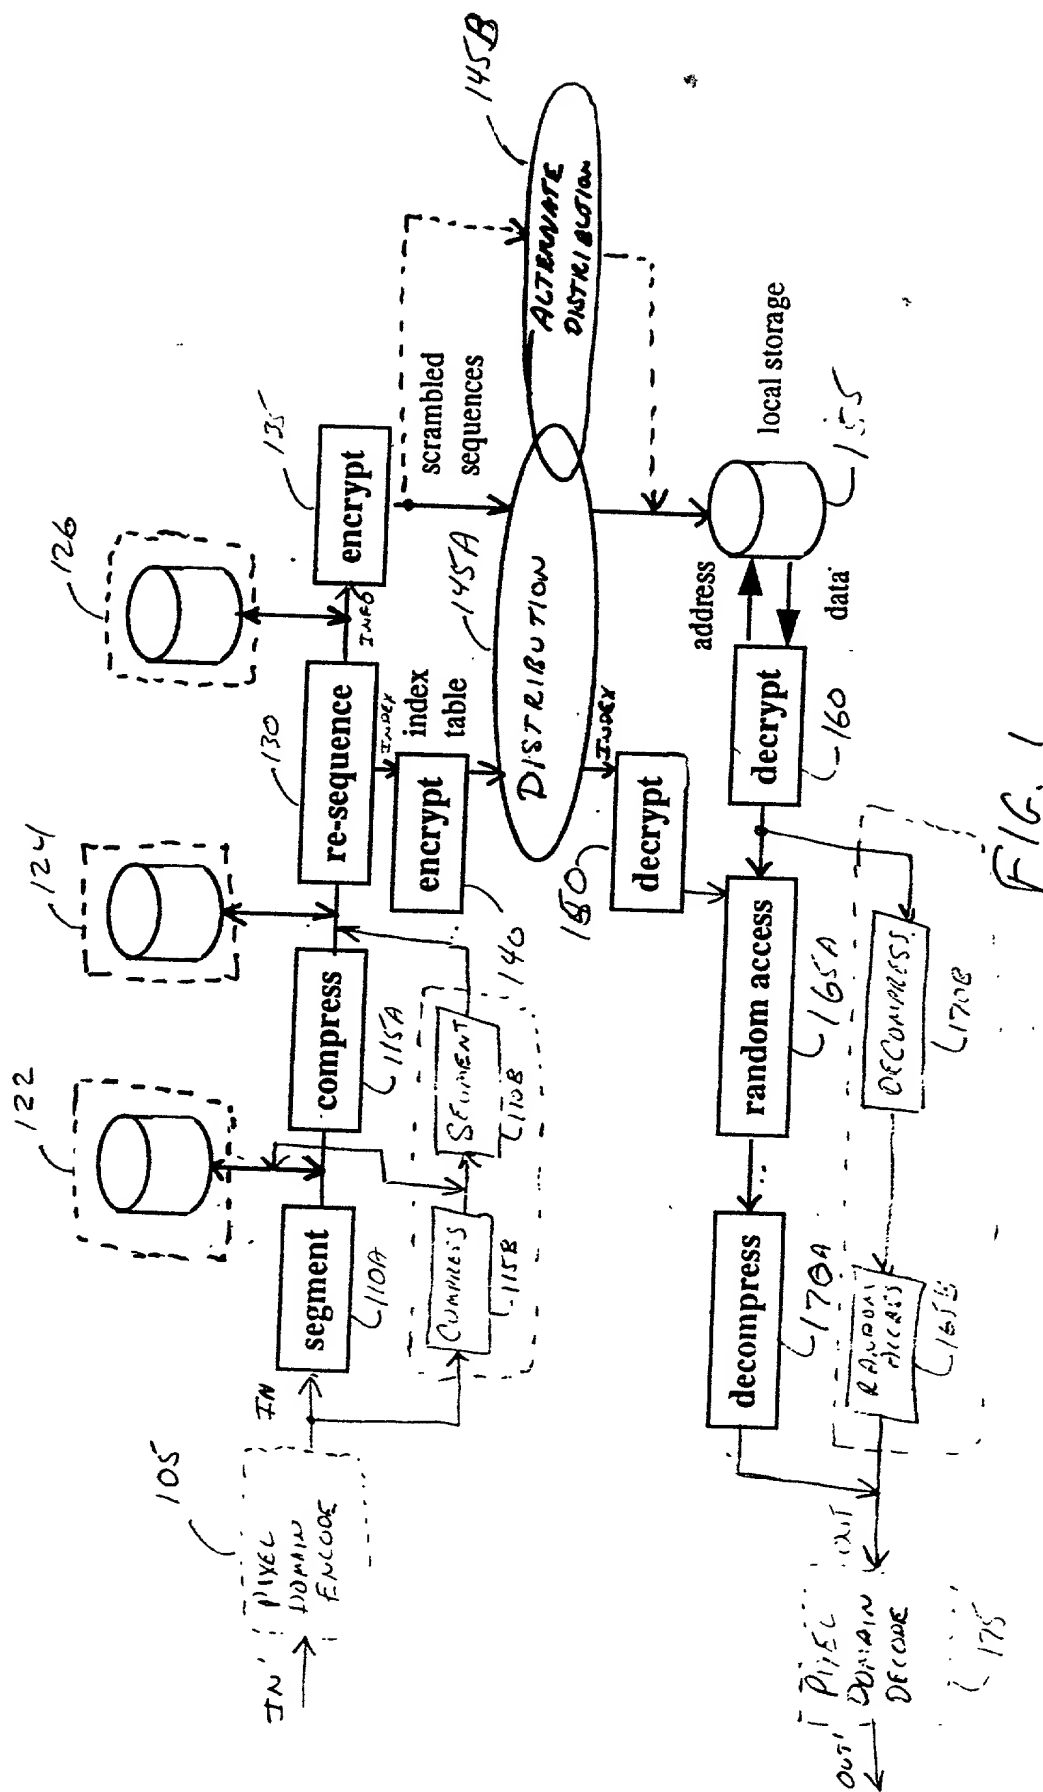 122
124
126
105
IN'
PIXEL
DOMAIN
ENCODE
IN
segment
110A
compress
115A
re-sequence
130
INFO
encrypt
135
COMPRESS
115B
SEGMENT
110B
140
encrypt
INDEX
index
table
scrambled
sequences
DISTRIBUTION
145A
ALTERNATE
DISTRIBUTION
145B
INDEX
decrypt
address
data
local storage
155
decrypt
160
random access
165A
decompress
170A
DECOMPRESS
170B
RANDOM
ACCESS
165B
OUT
PIXEL
DOMAIN
DECODE
175
OUT'
FIG. 1